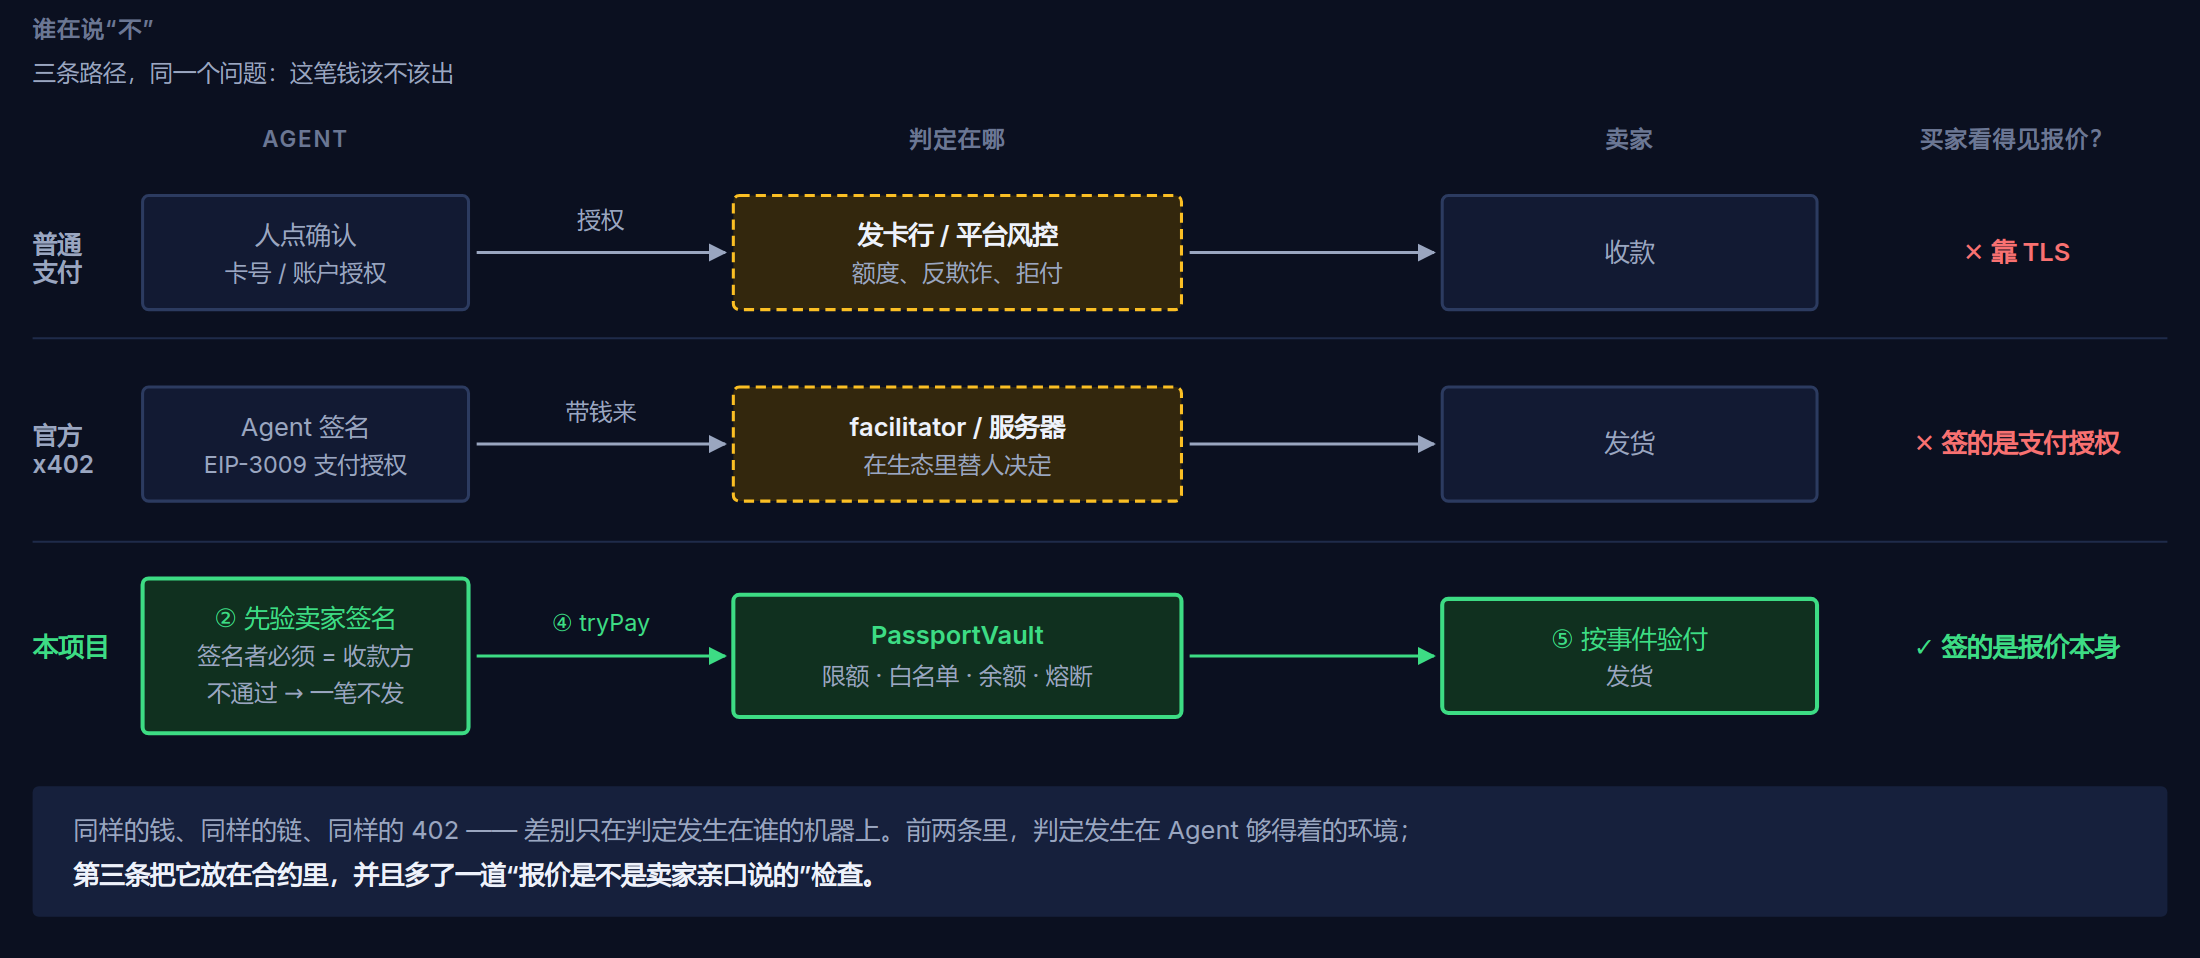 谁在说“不”
三条路径，同一个问题：这笔钱该不该出
AGENT
判定在哪
卖家
买家看得见报价？
普通
支付
人点确认
卡号 / 账户授权
授权
发卡行 / 平台风控
额度、反欺诈、拒付
收款
✕ 靠 TLS
官方
x402
Agent 签名
EIP-3009 支付授权
带钱来
facilitator / 服务器
在生态里替人决定
发货
✕ 签的是支付授权
本项目
② 先验卖家签名
签名者必须 = 收款方
不通过 → 一笔不发
④ tryPay
PassportVault
限额 · 白名单 · 余额 · 熔断
⑤ 按事件验付
发货
✓ 签的是报价本身
同样的钱、同样的链、同样的 402 —— 差别只在判定发生在谁的机器上。前两条里，判定发生在 Agent 够得着的环境；
第三条把它放在合约里，并且多了一道“报价是不是卖家亲口说的”检查。